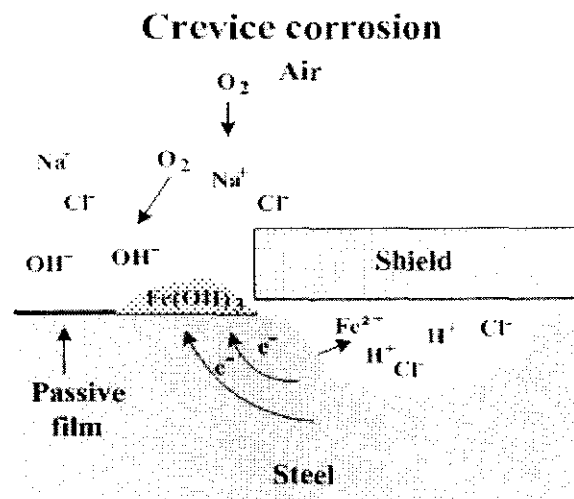 Crevice corrosion
O₂ Air
Na⁺ O₂ Na⁺
Cl⁻ Cl⁻
OH⁻ OH⁻ Shield
Fe(OH)₃
Fe²⁺ H⁺ Cl⁻
e⁻ e⁻ H⁺ Cl⁻
Passive
film
Steel